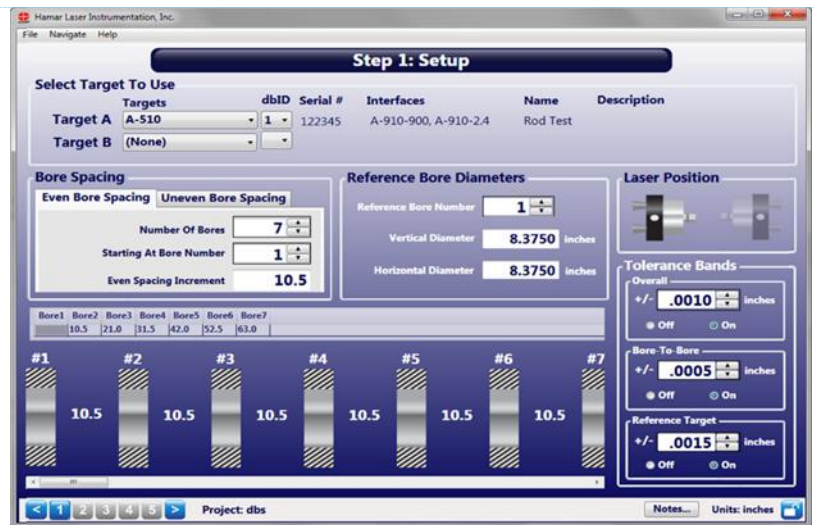 Hamar Laser Instrumentation, Inc.
File Navigate Help
Step 1: Setup
Select Target To Use
Targets dbID Serial # Interfaces Name Description
Target A A-510 1 122345 A-910-900, A-910-2.4 Rod Test
Target B (None)
Bore Spacing
Even Bore Spacing Uneven Bore Spacing
Number Of Bores 7
Starting At Bore Number 1
Even Spacing Increment 10.5
Reference Bore Diameters
Reference Bore Number 1
Vertical Diameter 8.3750 inches
Horizontal Diameter 8.3750 inches
Laser Position
Tolerance Bands
Overall
+/- .0010 inches
Off On
Bore-To-Bore
+/- .0005 inches
Off On
Reference Target
+/- .0015 inches
Off On
Bore1 Bore2 Bore3 Bore4 Bore5 Bore6 Bore7
10.5 21.0 31.5 42.0 52.5 63.0
#1 #2 #3 #4 #5 #6 #7
10.5 10.5 10.5 10.5 10.5 10.5
< 1 2 3 4 5 > Project: dbs Notes... Units: inches